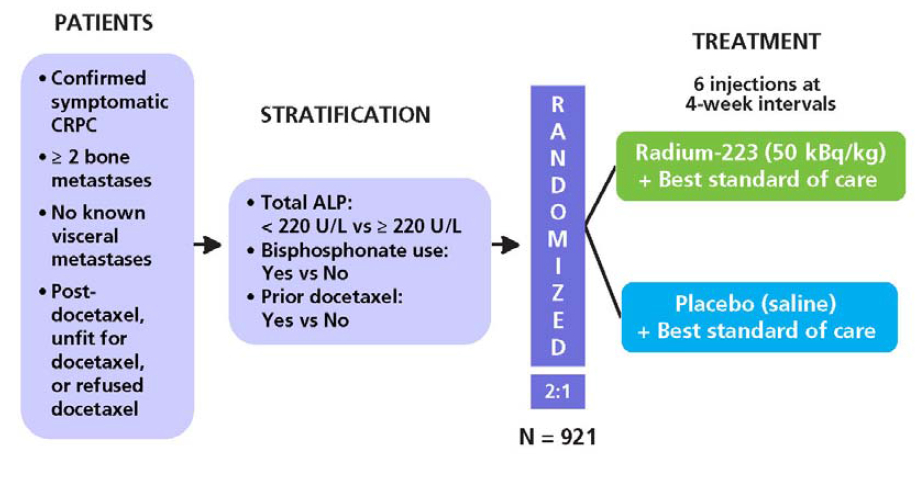 PATIENTS
• Confirmed
symptomatic
CRPC
• ≥ 2 bone
metastases
• No known
visceral
metastases
• Post-
docetaxel,
unfit for
docetaxel,
or refused
docetaxel
STRATIFICATION
• Total ALP:
< 220 U/L vs ≥ 220 U/L
• Bisphosphonate use:
Yes vs No
• Prior docetaxel:
Yes vs No
R
A
N
D
O
M
I
Z
E
D
2:1
N = 921
TREATMENT
6 injections at
4-week intervals
Radium-223 (50 kBq/kg)
+ Best standard of care
Placebo (saline)
+ Best standard of care